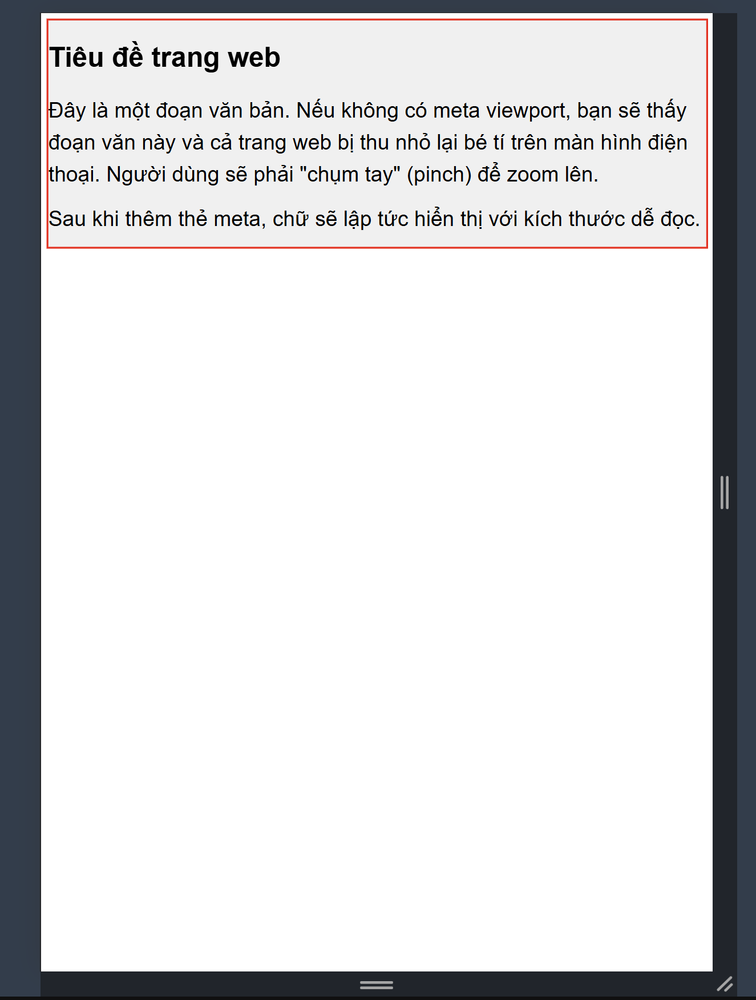 Tiêu đề trang web
Đây là một đoạn văn bản. Nếu không có meta viewport, bạn sẽ thấy
đoạn văn này và cả trang web bị thu nhỏ lại bé tí trên màn hình điện
thoại. Người dùng sẽ phải "chụm tay" (pinch) để zoom lên.
Sau khi thêm thẻ meta, chữ sẽ lập tức hiển thị với kích thước dễ đọc.